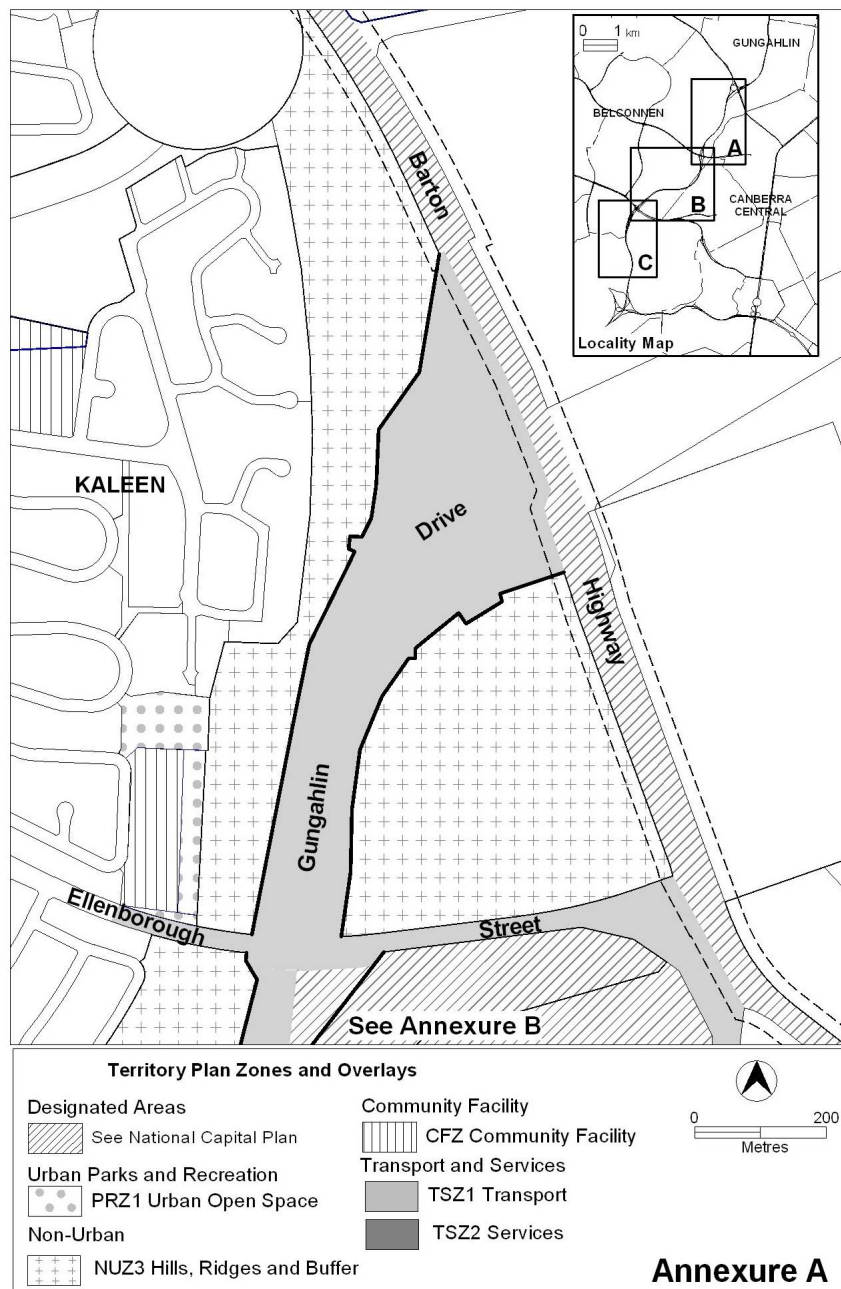 0 1 km
GUNGAHLIN
BELCONNEN
A
B
CANBERRA
CENTRAL
C
Locality Map
Barton
KALEEN
Drive
Highway
Gungahlin
Ellenborough
Street
See Annexure B
Territory Plan Zones and Overlays
Designated Areas
See National Capital Plan
Urban Parks and Recreation
PRZ1 Urban Open Space
Non-Urban
NUZ3 Hills, Ridges and Buffer
Community Facility
CFZ Community Facility
Transport and Services
TSZ1 Transport
TSZ2 Services
0 200
Metres
Annexure A